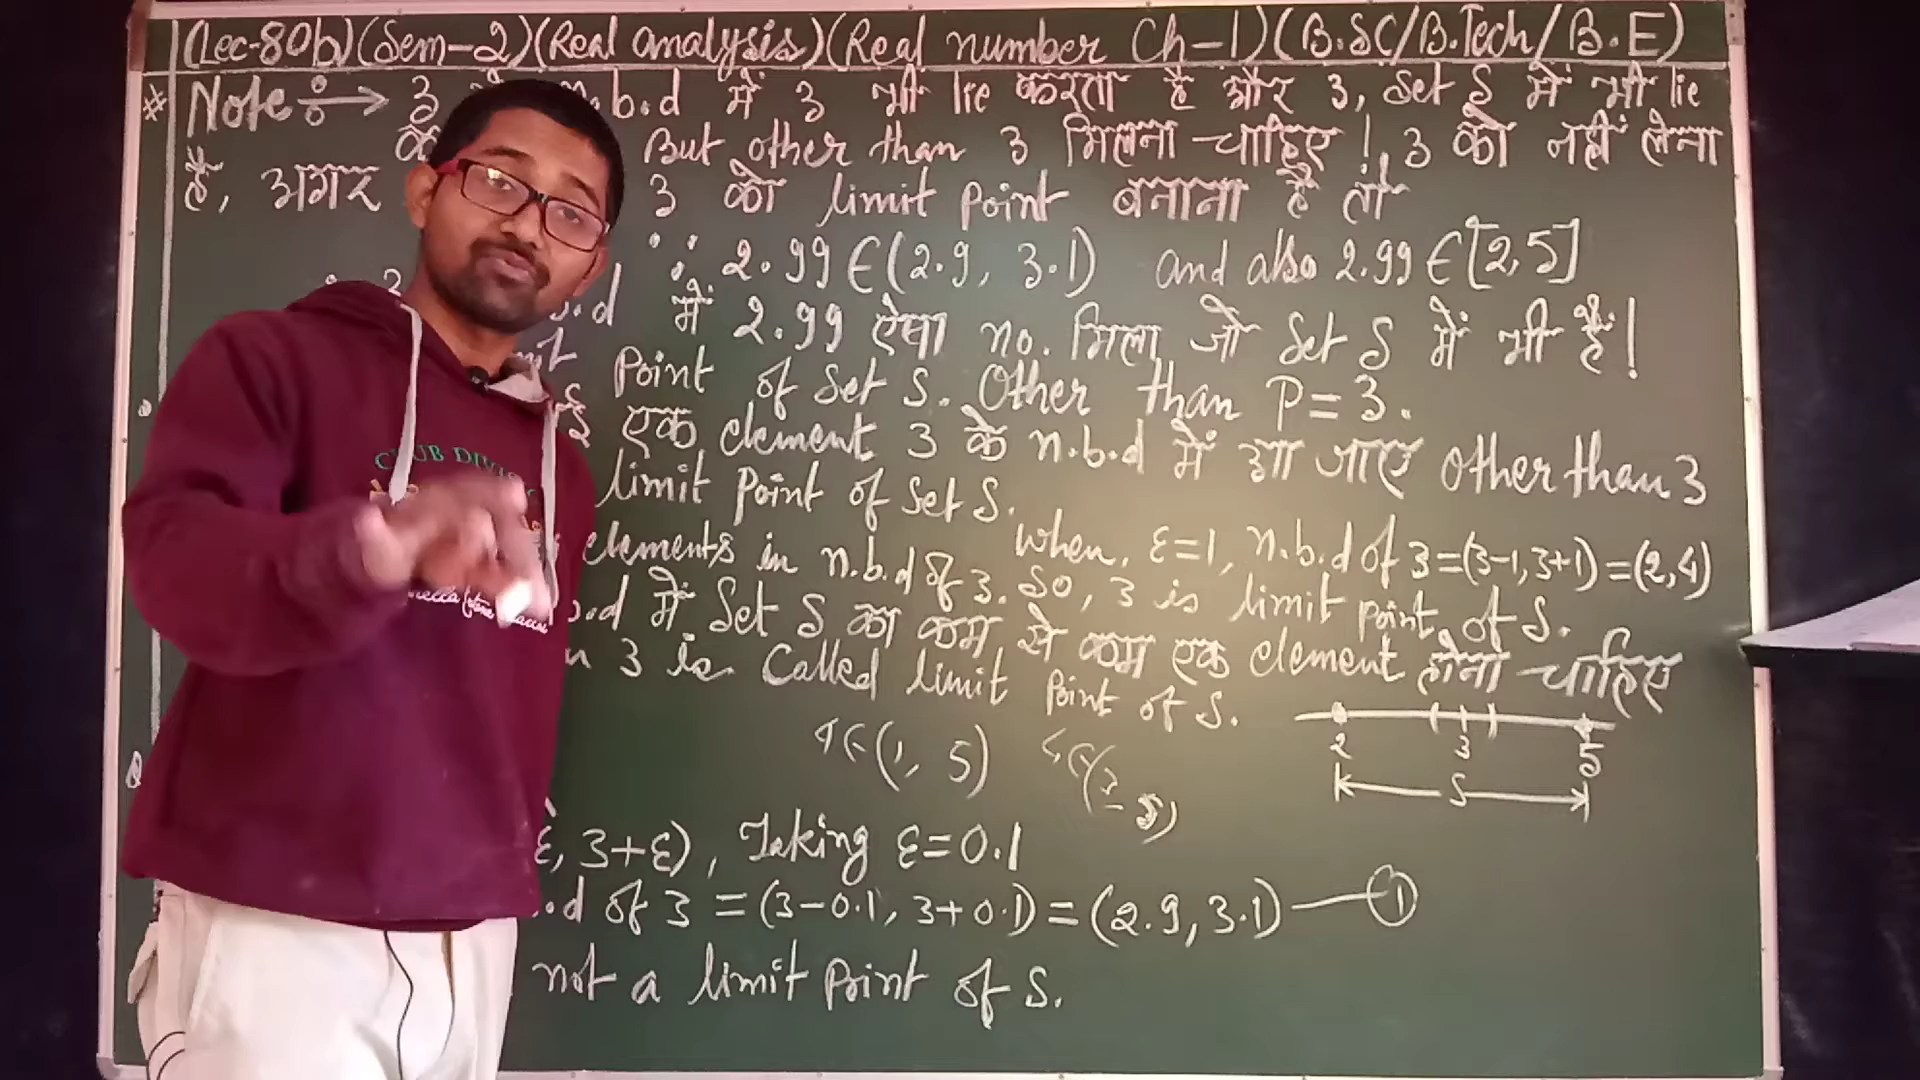 (Lec-80b)(Sem-2)(Real analysis)(Real number Ch-1)(B.SC/B.Tech/B.E)
# Note ÷→ 3 n.b.d में 3 भी lie करता है और 3, Set S में भी lie
But other than 3 मिलना चाहिए! 3 को नहीं लेना
है, अगर 3 को limit Point बनाना है तो
∵ 2.99 ∈ (2.9, 3.1) and also 2.99 ∈ [2,5]
में 2.99 ऐसा no. मिला जो Set S में भी है!
Point of Set S. Other than P=3.
एक element 3 के n.b.d में आ जाए other than 3
limit Point of Set S.
elements in n.b.d of 3. So, 3 is limit point of S.
When, ε=1, n.b.d of 3=(3-1,3+1)=(2,4)
में Set S का कम से कम एक element होना चाहिए
3 is Called limit Point of S.
4∈(1, 5)
2 3 5
S
ε, 3+ε), Taking ε=0.1
of 3 = (3-0.1, 3+0.1) = (2.9, 3.1) — ①
not a limit Point of S.